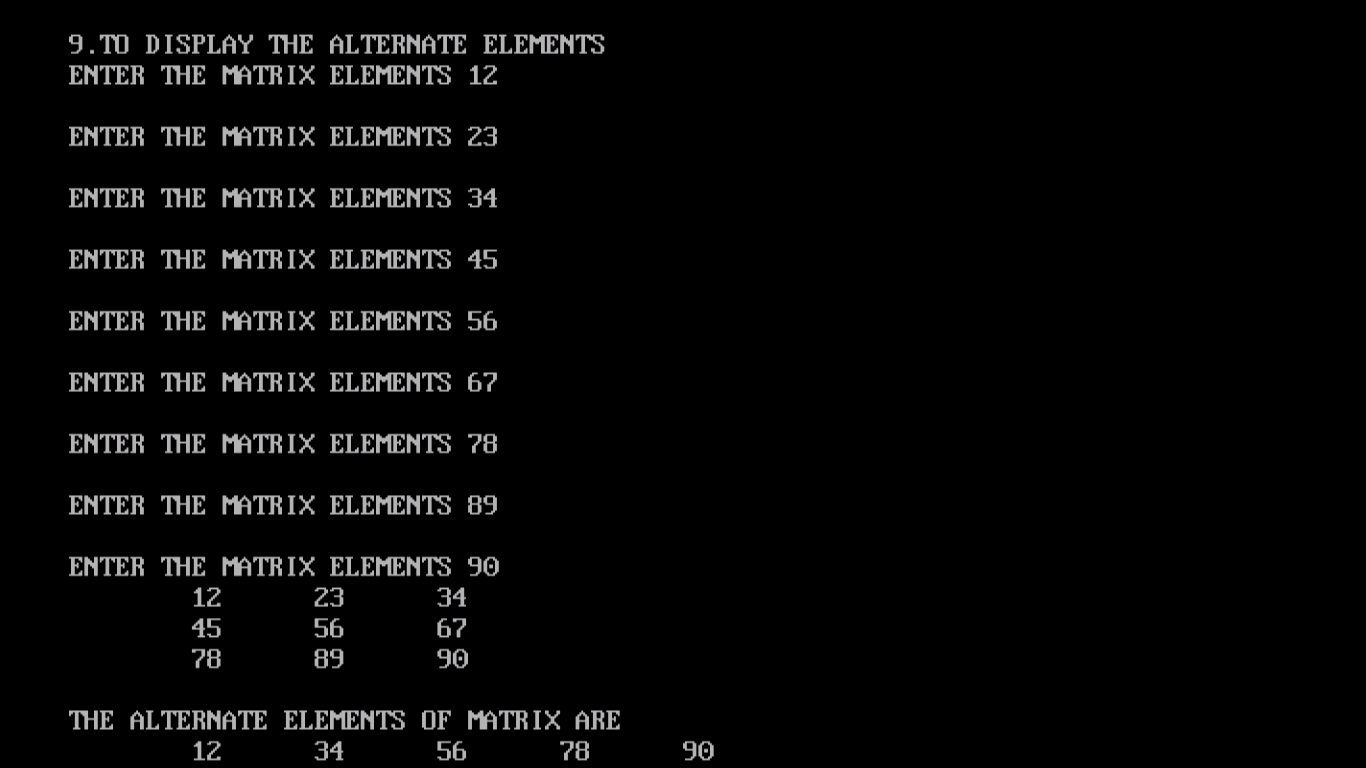 9.TO DISPLAY THE ALTERNATE ELEMENTS
ENTER THE MATRIX ELEMENTS 12
ENTER THE MATRIX ELEMENTS 23
ENTER THE MATRIX ELEMENTS 34
ENTER THE MATRIX ELEMENTS 45
ENTER THE MATRIX ELEMENTS 56
ENTER THE MATRIX ELEMENTS 67
ENTER THE MATRIX ELEMENTS 78
ENTER THE MATRIX ELEMENTS 89
ENTER THE MATRIX ELEMENTS 90
12 23 34
45 56 67
78 89 90
THE ALTERNATE ELEMENTS OF MATRIX ARE
12 34 56 78 90